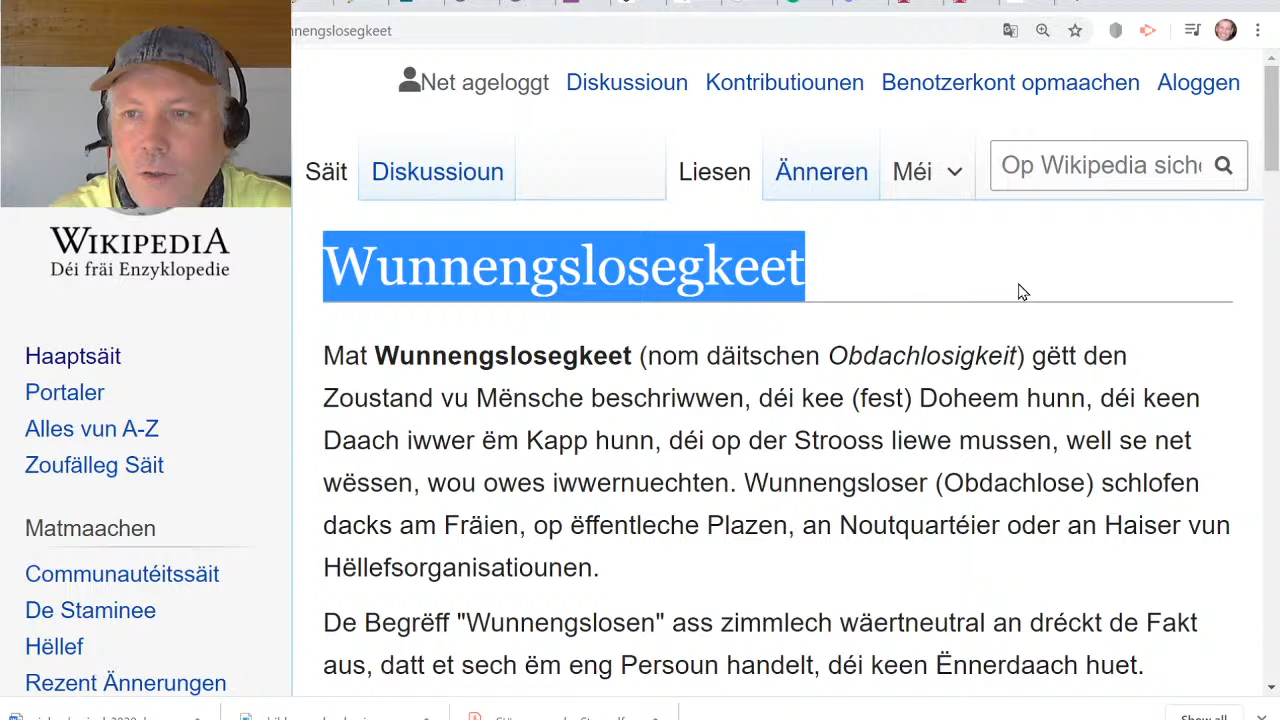 nnengslosegkeet
Net ageloggt Diskussioun Kontributiounen Benotzerkont opmaachen Aloggen
Säit Diskussioun Liesen Änneren Méi Op Wikipedia siche
WIKIPEDIA
Déi fräi Enzyklopedie
Haaptsäit
Portaler
Alles vun A-Z
Zoufälleg Säit
Matmaachen
Communautéitssäit
De Staminee
Hëllef
Rezent Ännerungen
Wunnengslosegkeet
Mat Wunnengslosegkeet (nom däitschen Obdachlosigkeit) gëtt den
Zoustand vu Mënsche beschriwwen, déi kee (fest) Doheem hunn, déi keen
Daach iwwer ëm Kapp hunn, déi op der Strooss liewe mussen, well se net
wëssen, wou owes iwwernuechten. Wunnengsloser (Obdachlose) schlofen
dacks am Fräien, op ëffentleche Plazen, an Noutquartéier oder an Haiser vun
Hëllefsorganisatiounen.
De Begrëff "Wunnengslosen" ass zimmlech wäertneutral an dréckt de Fakt
aus, datt et sech ëm eng Persoun handelt, déi keen Ënnerdaach huet.
Show all